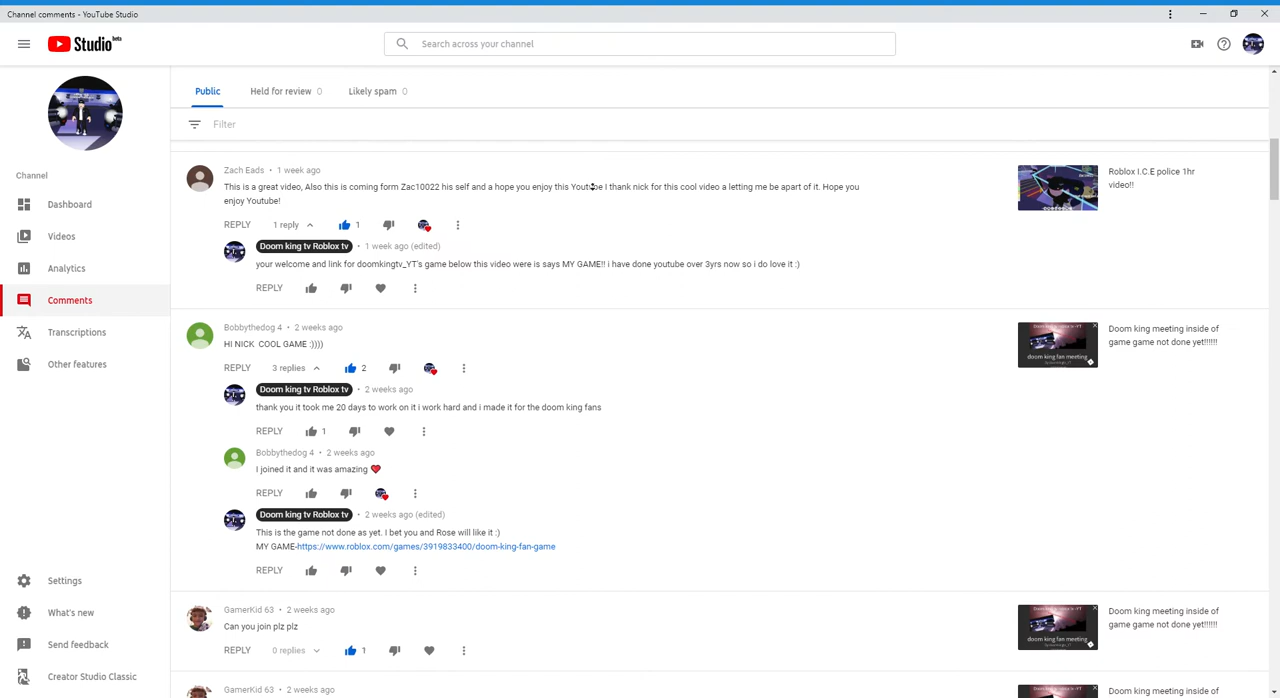 Channel comments - YouTube Studio
Studio beta
Search across your channel
Public
Held for review 0
Likely spam 0
Filter
Channel
Dashboard
Videos
Analytics
Comments
Transcriptions
Other features
Settings
What's new
Send feedback
Creator Studio Classic
Zach Eads • 1 week ago
This is a great video, Also this is coming form Zac10022 his self and a hope you enjoy this Youtube I thank nick for this cool video a letting me be apart of it. Hope you
enjoy Youtube!
REPLY 1 reply 1
Roblox I.C.E police 1hr
video!!
Doom king tv Roblox tv • 1 week ago (edited)
your welcome and link for doomkingtv_YT's game below this video were is says MY GAME!! i have done youtube over 3yrs now so i do love it :)
REPLY
Bobbythedog 4 • 2 weeks ago
HI NICK COOL GAME :))))
REPLY 3 replies 2
Doom king meeting inside of
game game not done yet!!!!!!
doom king fan meeting
Doom king tv Roblox tv • 2 weeks ago
thank you it took me 20 days to work on it i work hard and i made it for the doom king fans
REPLY 1
Bobbythedog 4 • 2 weeks ago
I joined it and it was amazing ❤
REPLY
Doom king tv Roblox tv • 2 weeks ago (edited)
This is the game not done as yet. I bet you and Rose will like it :)
MY GAME-https://www.roblox.com/games/3919833400/doom-king-fan-game
REPLY
GamerKid 63 • 2 weeks ago
Can you join plz plz
REPLY 0 replies 1
Doom king meeting inside of
game game not done yet!!!!!!
doom king fan meeting
GamerKid 63 • 2 weeks ago
Doom king meeting inside of